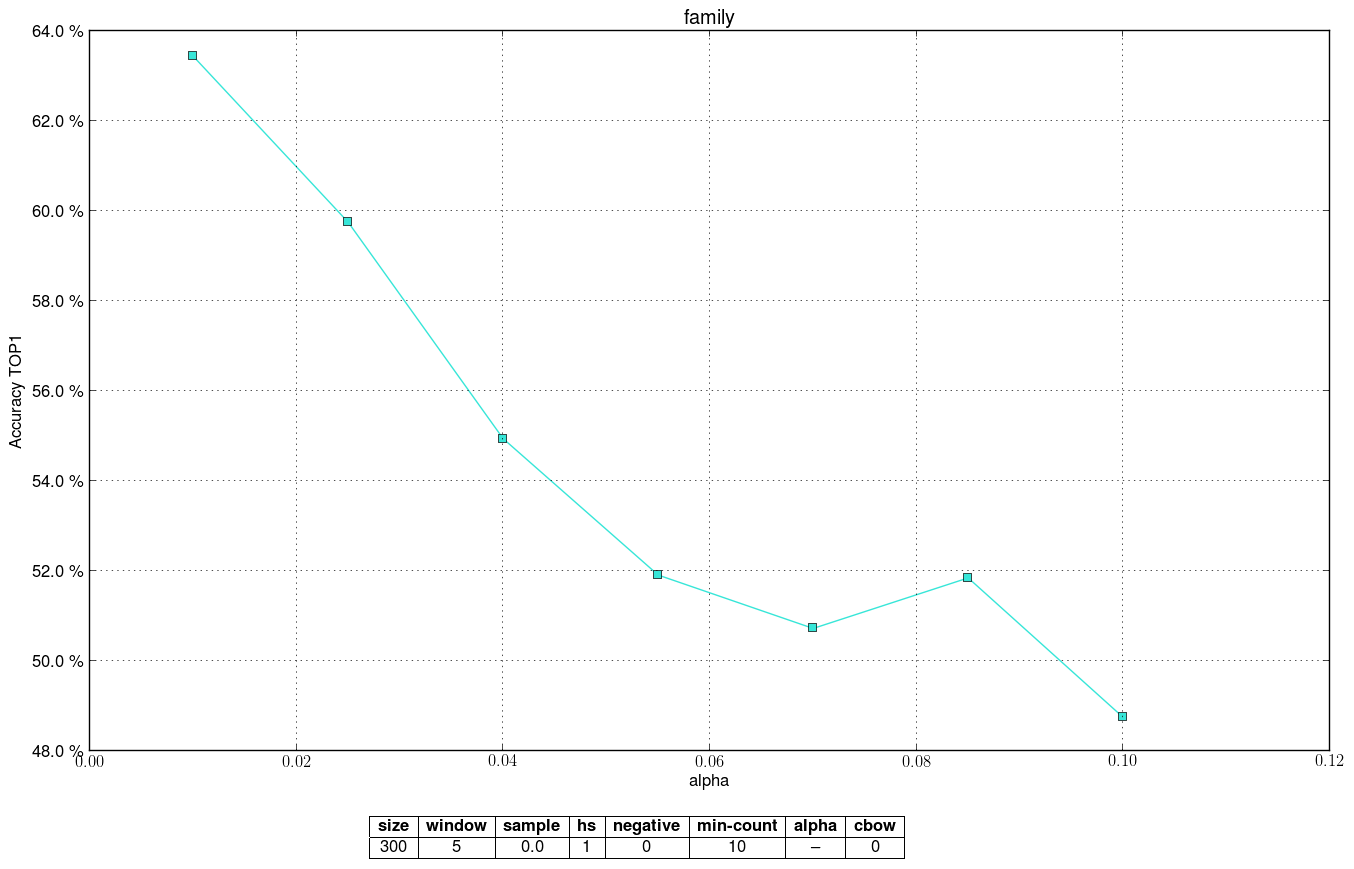 family
64.0 %
62.0 %
60.0 %
58.0 %
56.0 %
54.0 %
52.0 %
50.0 %
48.0 %
Accuracy TOP1
0.00 0.02 0.04 0.06 0.08 0.10 0.12
alpha
size window sample hs negative min-count alpha cbow
300 5 0.0 1 0 10 – 0